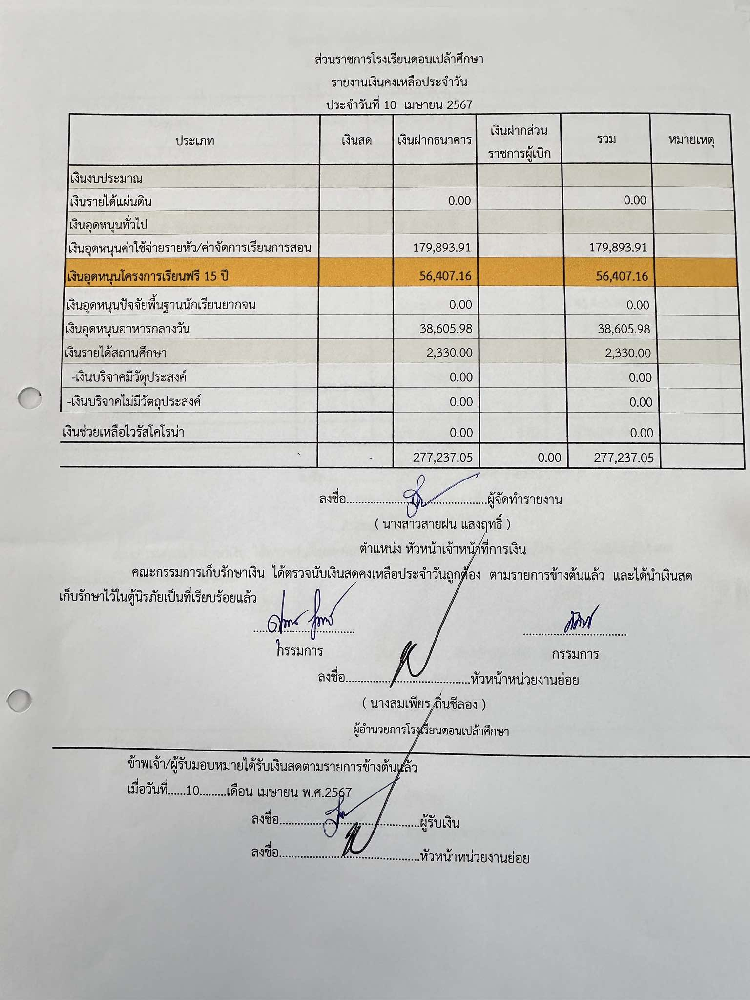 ส่วนราชการโรงเรียนดอนเปล้าศึกษา
รายงานเงินคงเหลือประจำวัน
ประจำวันที่ 10 เมษายน 2567
ประเภท เงินสด เงินฝากธนาคาร เงินฝากส่วนราชการผู้เบิก รวม หมายเหตุ
เงินงบประมาณ
เงินรายได้แผ่นดิน 0.00 0.00
เงินอุดหนุนทั่วไป
เงินอุดหนุนค่าใช้จ่ายรายหัว/ค่าจัดการเรียนการสอน 179,893.91 179,893.91
เงินอุดหนุนโครงการเรียนฟรี 15 ปี 56,407.16 56,407.16
เงินอุดหนุนปัจจัยพื้นฐานนักเรียนยากจน 0.00 0.00
เงินอุดหนุนอาหารกลางวัน 38,605.98 38,605.98
เงินรายได้สถานศึกษา 2,330.00 2,330.00
-เงินบริจาคมีวัตุประสงค์ 0.00 0.00
-เงินบริจาคไม่มีวัตถุประสงค์ 0.00 0.00
เงินช่วยเหลือไวรัสโคโรน่า 0.00 0.00
- 277,237.05 0.00 277,237.05
ลงชื่อ................................................ผู้จัดทำรายงาน
( นางสาวสายฝน แสงฤทธิ์ )
ตำแหน่ง หัวหน้าเจ้าหน้าที่การเงิน
คณะกรรมการเก็บรักษาเงิน ได้ตรวจนับเงินสดคงเหลือประจำวันถูกต้อง ตามรายการข้างต้นแล้ว และได้นำเงินสด
เก็บรักษาไว้ในตู้นิรภัยเป็นที่เรียบร้อยแล้ว
กรรมการ กรรมการ
ลงชื่อ..........................................หัวหน้าหน่วยงานย่อย
( นางสมเพียร ถิ่นชีลอง )
ผู้อำนวยการโรงเรียนดอนเปล้าศึกษา
ข้าพเจ้า/ผู้รับมอบหมายได้รับเงินสดตามรายการข้างต้นแล้ว
เมื่อวันที่......10.........เดือน เมษายน พ.ศ.2567
ลงชื่อ................................................ผู้รับเงิน
ลงชื่อ................................................หัวหน้าหน่วยงานย่อย